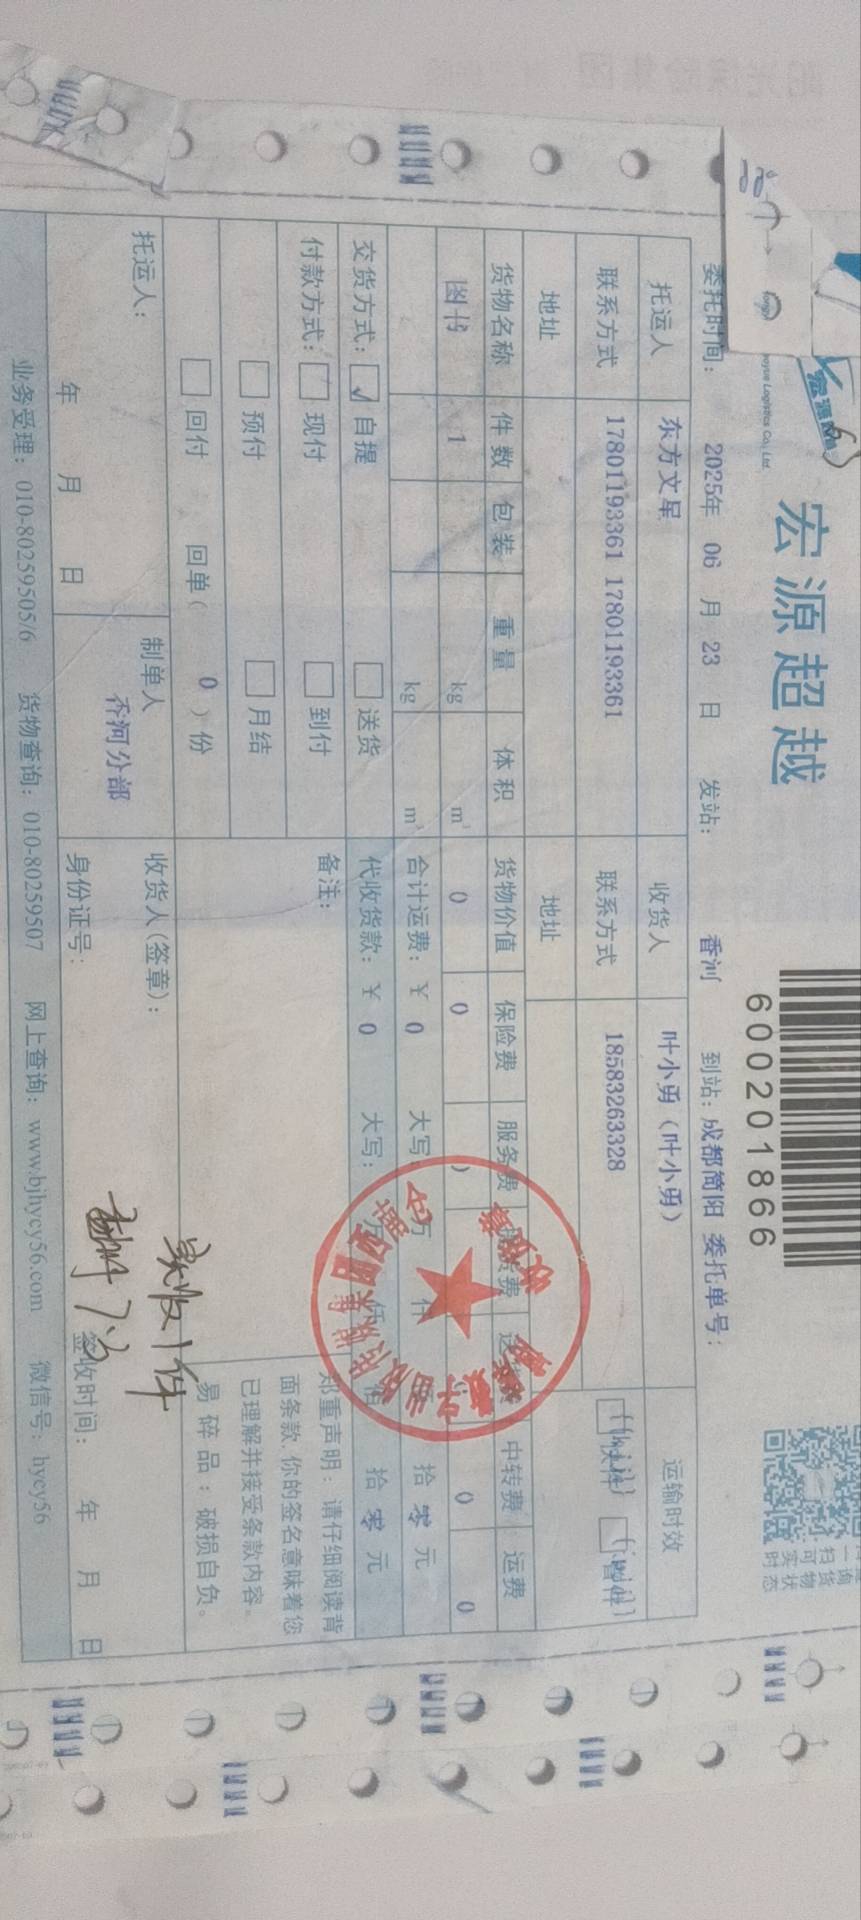 宏源超越
600201866
委托时间: 2025年 06 月 23 日 发站: 香河 到站: 成都简阳 委托单号:
托运人 东方文星 收货人 叶小勇（叶小勇） 运输时效
联系方式 17801193361 17801193361 联系方式 18583263328
地址 地址
货物名称 件数 包装 重量 体积 货物价值 保险费 服务费 中转费 运费
图书 1 kg m³ 0 0 0 0
kg m³ 合计运费: ￥ 0 大写: 万 仟 拾 零 元
交货方式: ☑ 自提 □ 送货 代收货款: ￥ 0 大写: 万 仟 佰 拾 零 元
付款方式: □ 现付 □ 到付 备注:
□ 预付 □ 月结
□ 回付 回单( 0 ) 份
郑重声明: 请仔细阅读背
面条款,你的签名意味着您
已理解并接受条款内容。
易碎品: 破损自负。
托运人: 制单人 收货人(签章):
实收1件
香河分部
年 月 日 身份证号: 签收时间: 年 月 日
业务受理: 010-80259505/6 货物查询: 010-80259507 网上查询: www.bjhycy56.com 微信号: hycy56